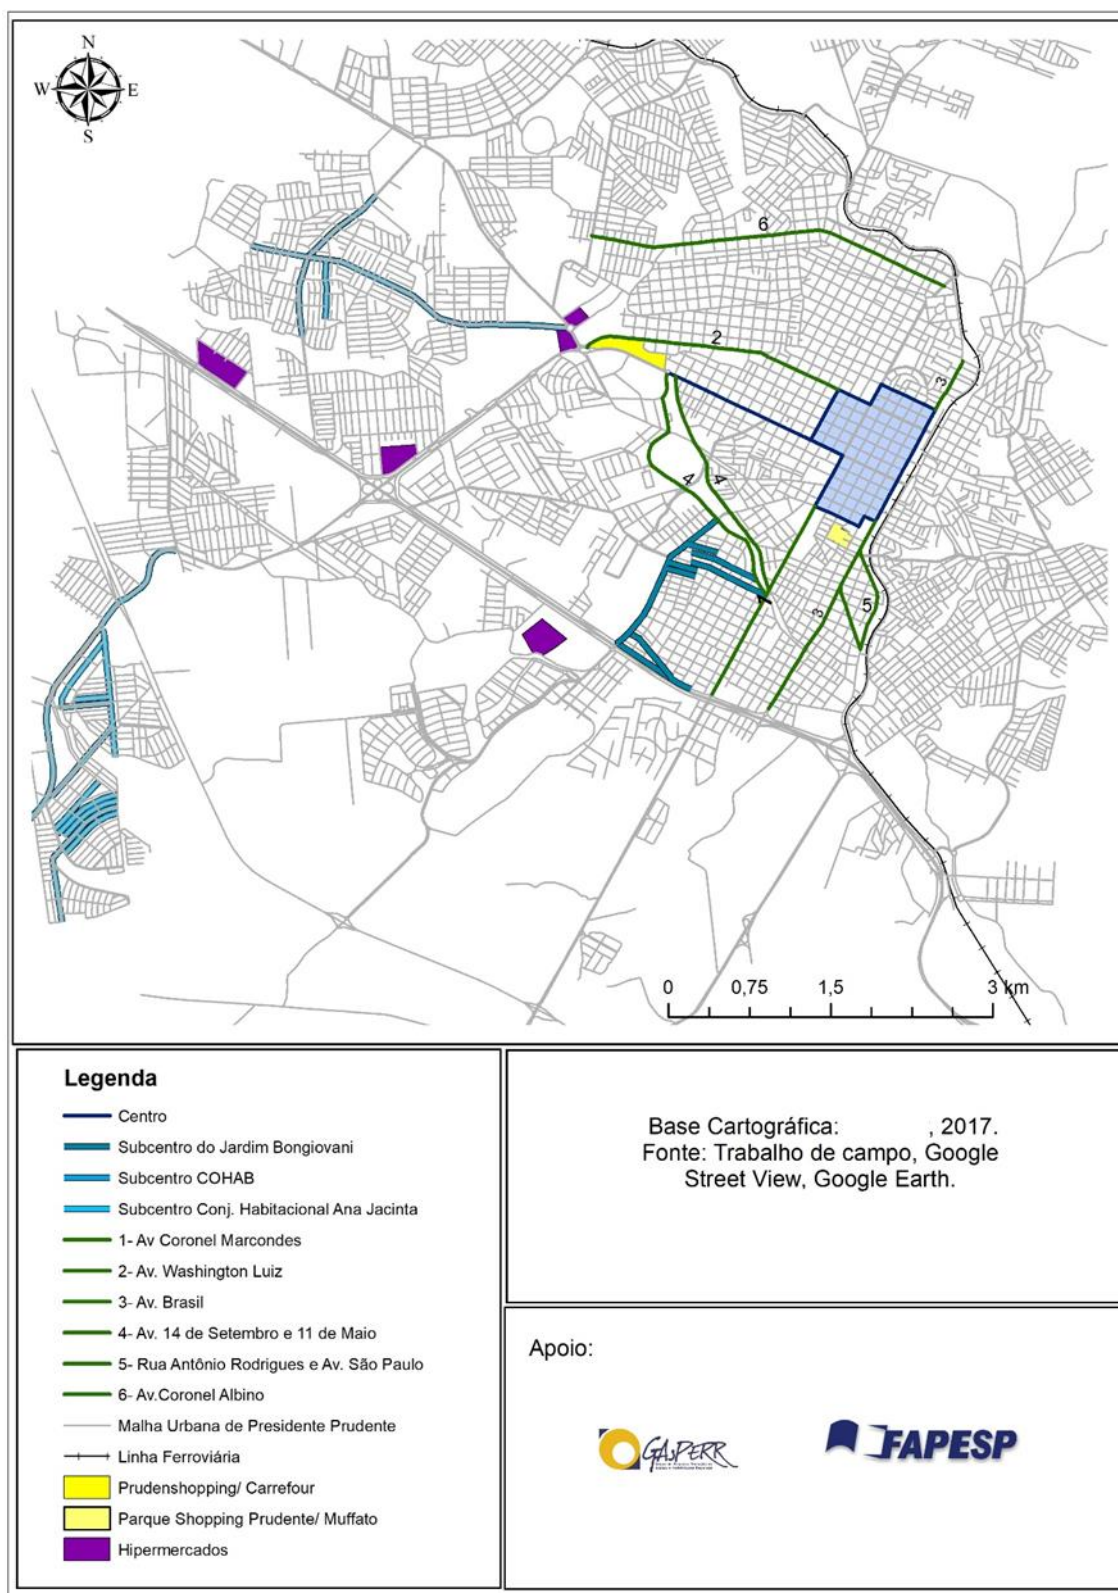 N
W E
S
6
2
3
4
4
5
3
1
0 0,75 1,5 3 km
Legenda
Centro
Subcentro do Jardim Bongiovani
Subcentro COHAB
Subcentro Conj. Habitacional Ana Jacinta
1- Av Coronel Marcondes
2- Av. Washington Luiz
3- Av. Brasil
4- Av. 14 de Setembro e 11 de Maio
5- Rua Antônio Rodrigues e Av. São Paulo
6- Av.Coronel Albino
Malha Urbana de Presidente Prudente
Linha Ferroviária
Prudenshopping/ Carrefour
Parque Shopping Prudente/ Muffato
Hipermercados
Base Cartográfica: , 2017.
Fonte: Trabalho de campo, Google
Street View, Google Earth.
Apoio:
GAsPERR
FAPESP